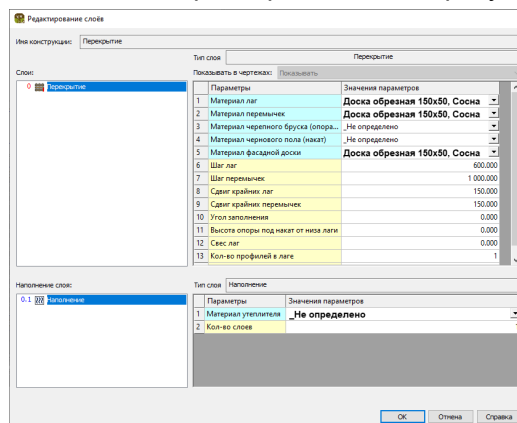 Редактирование слоёв
Имя конструкции: Перекрытие
Тип слоя Перекрытие
Слои: Показывать в чертежах: Показывать
0 Перекрытие
Параметры Значения параметров
1 Материал лаг Доска обрезная 150x50, Сосна
2 Материал перемычек Доска обрезная 150x50, Сосна
3 Материал черепного бруска (опора... _Не определено
4 Материал чернового пола (накат) _Не определено
5 Материал фасадной доски Доска обрезная 150x50, Сосна
6 Шаг лаг 600.000
7 Шаг перемычек 1 000.000
8 Сдвиг крайних лаг 150.000
9 Сдвиг крайних перемычек 150.000
10 Угол заполнения 0.000
11 Высота опоры под накат от низа лаги 0.000
12 Свес лаг 0.000
13 Кол-во профилей в лаге 1
Наполнение слоя: Тип слоя Наполнение
0.1 Наполнение
Параметры Значения параметров
1 Материал утеплителя _Не определено
2 Кол-во слоев
ОК Отмена Справка